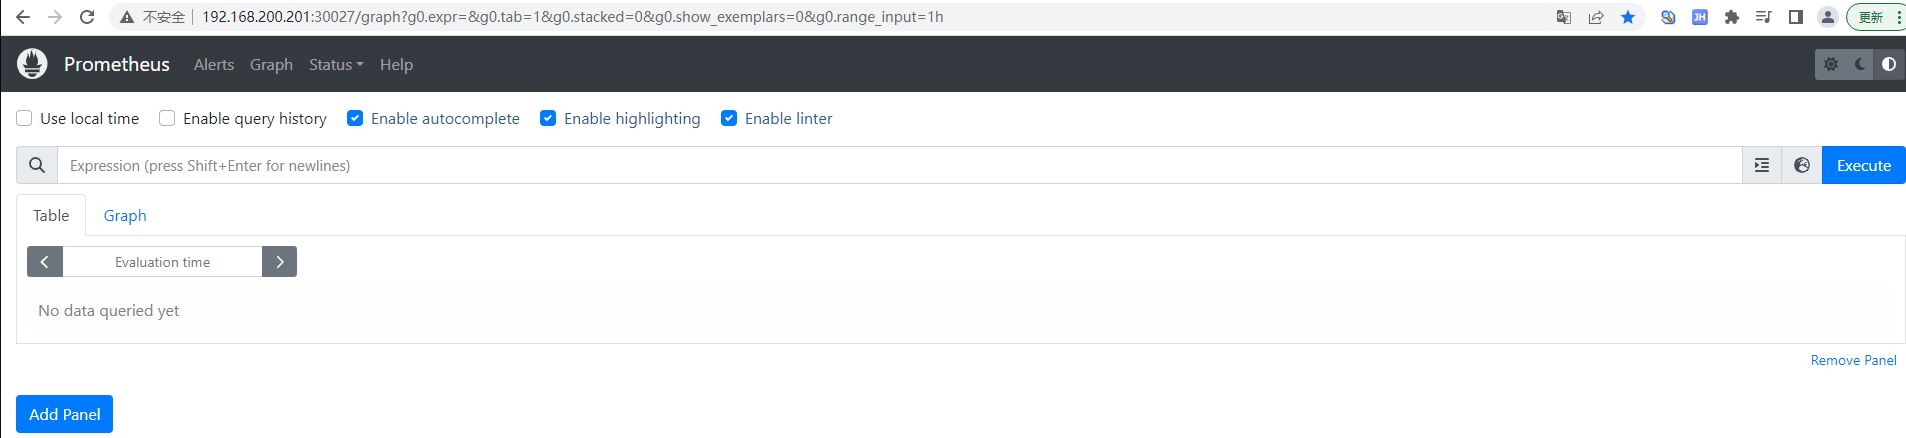 不安全 192.168.200.201:30027/graph?g0.expr=&g0.tab=1&g0.stacked=0&g0.show_exemplars=0&g0.range_input=1h JH 更新
Prometheus Alerts Graph Status Help
Use local time Enable query history Enable autocomplete Enable highlighting Enable linter
Expression (press Shift+Enter for newlines) Execute
Table Graph
Evaluation time
No data queried yet
Remove Panel
Add Panel